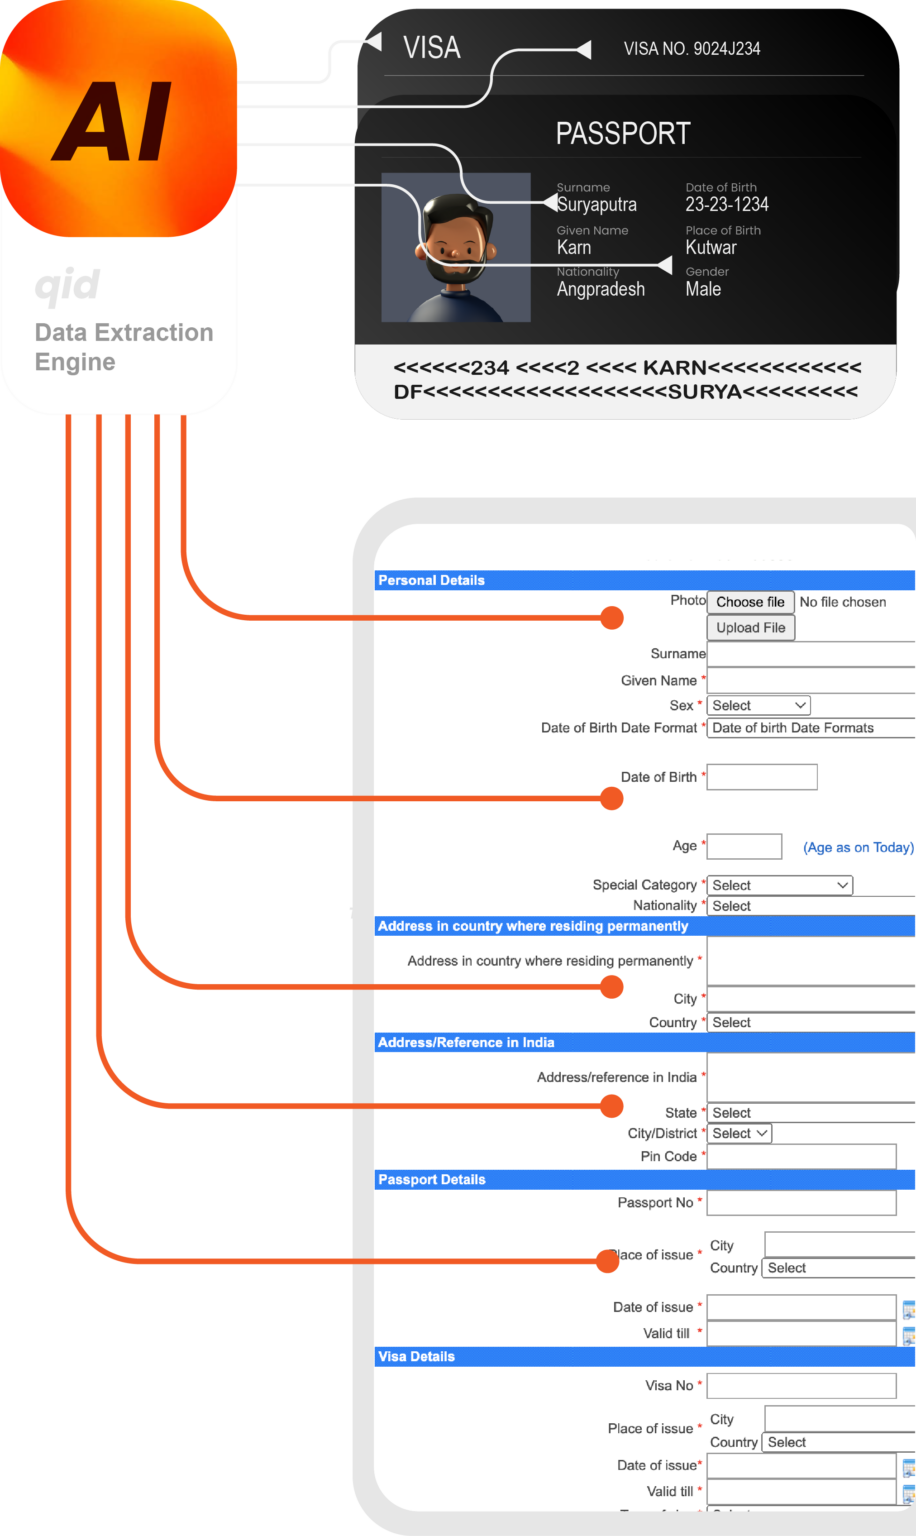 AI
qid
Data Extraction
Engine
VISA
VISA NO. 9024J234
PASSPORT
Surname
Suryaputra
Date of Birth
23-23-1234
Given Name
Karn
Place of Birth
Kutwar
Nationality
Angpradesh
Gender
Male
<<<<<<234 <<<<2 <<<< KARN<<<<<<<<<<<<
DF<<<<<<<<<<<<<<<<<<<SURYA<<<<<<<<<
Personal Details
Photo Choose file No file chosen
Upload File
Surname
Given Name *
Sex * Select
Date of Birth Date Format * Date of birth Date Formats
Date of Birth *
Age * (Age as on Today)
Special Category * Select
Nationality * Select
Address in country where residing permanently
Address in country where residing permanently *
City *
Country * Select
Address/Reference in India
Address/reference in India *
State * Select
City/District * Select
Pin Code *
Passport Details
Passport No *
lace of issue * City
Country Select
Date of issue *
Valid till *
Visa Details
Visa No *
Place of issue * City
Country Select
Date of issue*
Valid till *